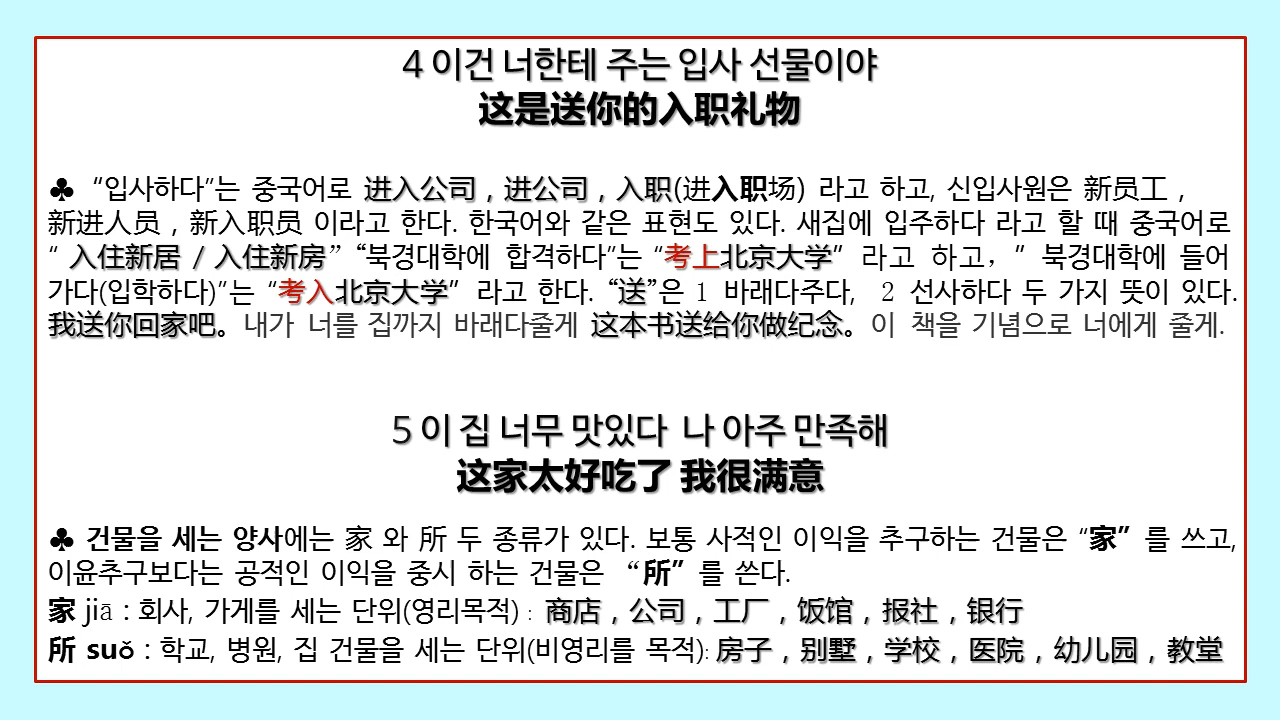 4 이건 너한테 주는 입사 선물이야
这是送你的入职礼物
♣ “입사하다”는 중국어로 进入公司，进公司，入职(进入职场) 라고 하고, 신입사원은 新员工，
新进人员，新入职员 이라고 한다. 한국어와 같은 표현도 있다. 새집에 입주하다 라고 할 때 중국어로
“ 入住新居 / 入住新房” “북경대학에 합격하다”는 “考上北京大学” 라고 하고, ” 북경대학에 들어
가다(입학하다)”는 “考入北京大学” 라고 한다. “送”은 1 바래다주다, 2 선사하다 두 가지 뜻이 있다.
我送你回家吧。내가 너를 집까지 바래다줄게 这本书送给你做纪念。이 책을 기념으로 너에게 줄게.
5 이 집 너무 맛있다 나 아주 만족해
这家太好吃了 我很满意
♣ 건물을 세는 양사에는 家 와 所 두 종류가 있다. 보통 사적인 이익을 추구하는 건물은 “家” 를 쓰고,
이윤추구보다는 공적인 이익을 중시 하는 건물은 “所” 를 쓴다.
家 jiā : 회사, 가게를 세는 단위(영리목적) : 商店，公司，工厂，饭馆，报社，银行
所 suǒ : 학교, 병원, 집 건물을 세는 단위(비영리를 목적): 房子，别墅，学校，医院，幼儿园，教堂